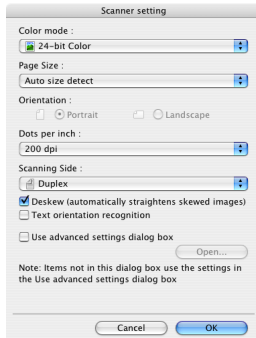 Scanner setting
Color mode :
24-bit Color
Page Size :
Auto size detect
Orientation :
Portrait Landscape
Dots per inch :
200 dpi
Scanning Side :
Duplex
Deskew (automatically straightens skewed images)
Text orientation recognition
Use advanced settings dialog box
Open...
Note: Items not in this dialog box use the settings in
the Use advanced settings dialog box
Cancel OK